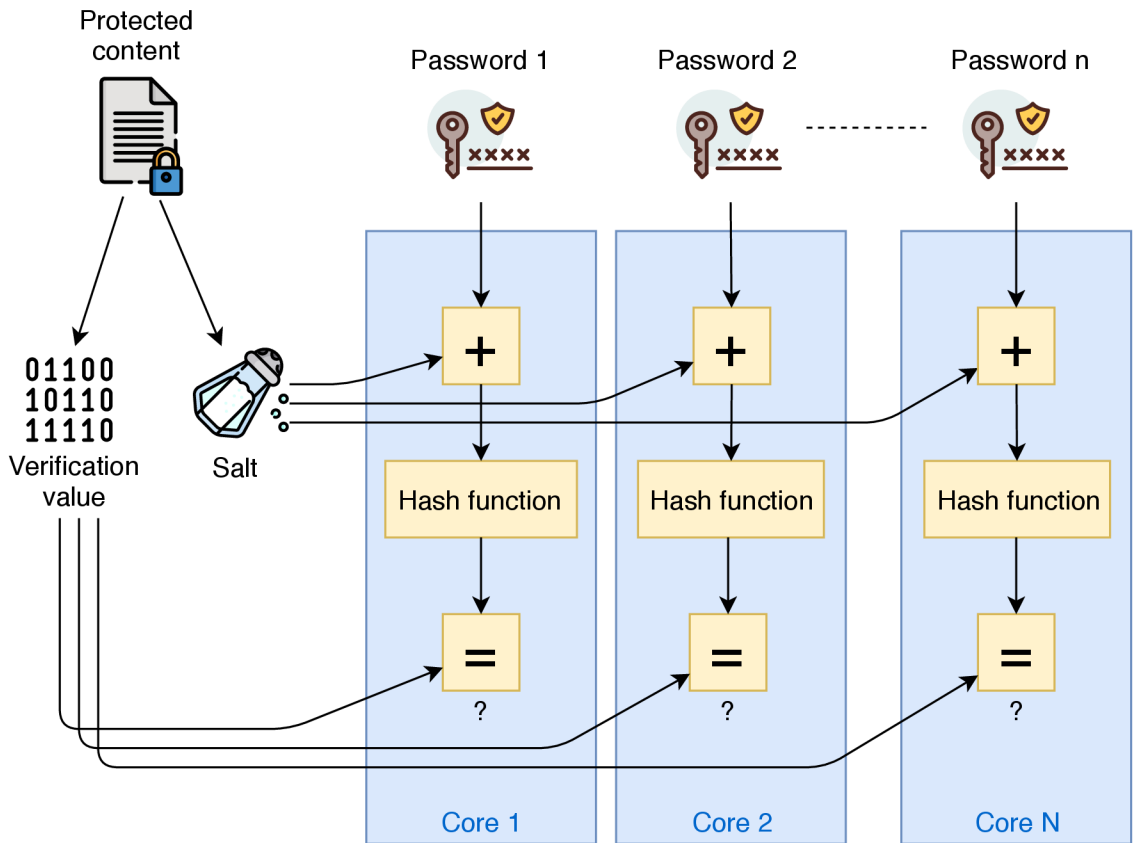 Protected
content
Password 1
Password 2
Password n
xxxx
xxxx
xxxx
+
+
+
01100
10110
11110
Verification
value
Salt
Hash function
Hash function
Hash function
=
=
=
?
?
?
Core 1
Core 2
Core N